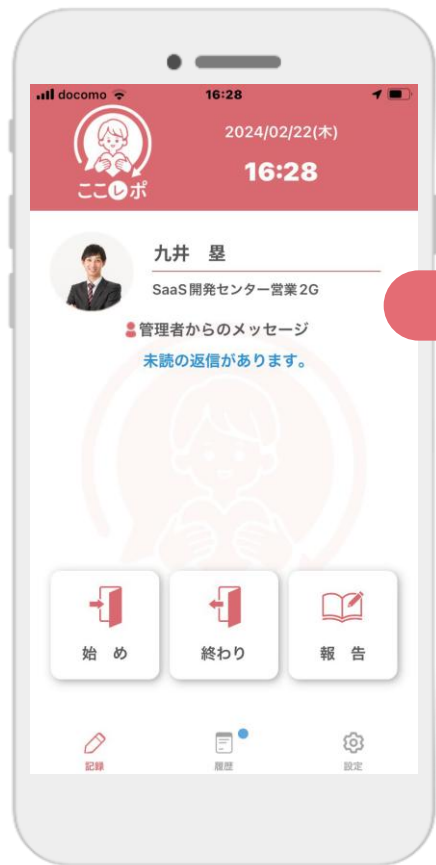 docomo
16:28
2024/02/22(木)
16:28
ここレポ
九井 塁
SaaS開発センター営業2G
管理者からのメッセージ
未読の返信があります。
始 め
終わり
報 告
記録
履歴
設定